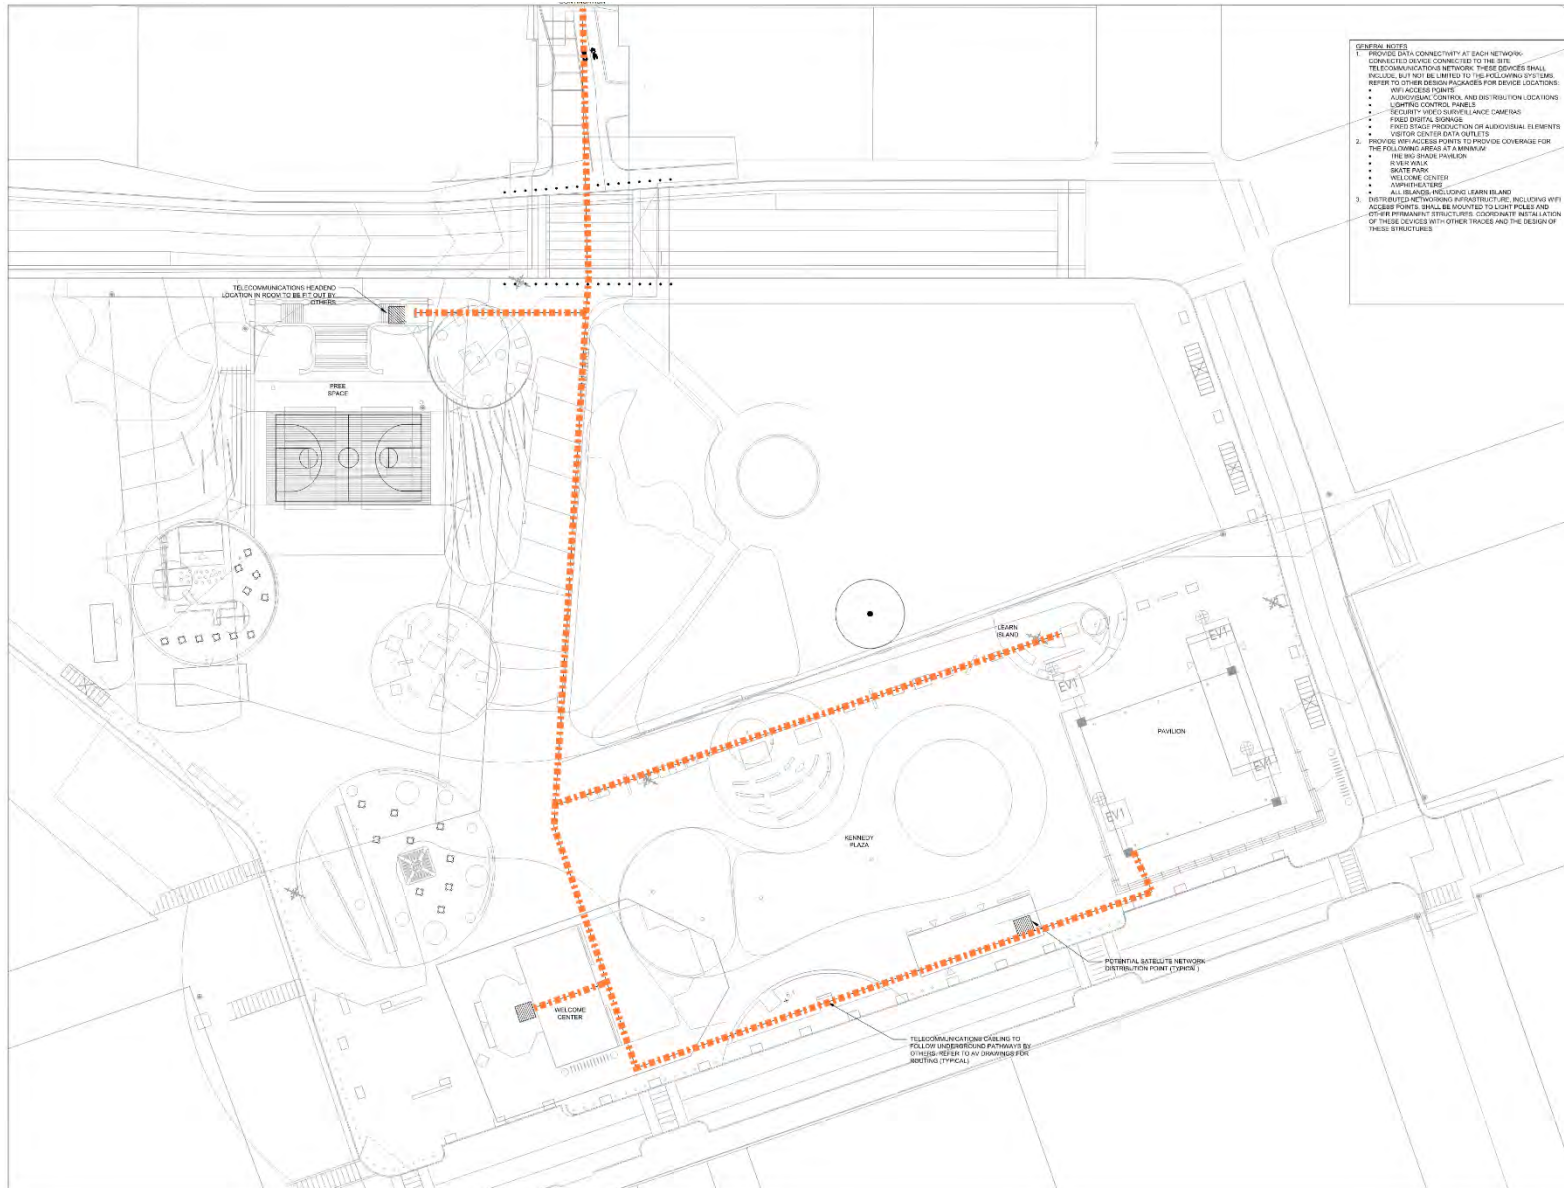 CONTINUATION
GENERAL NOTES
1. PROVIDE DATA CONNECTIVITY AT EACH NETWORK-
CONNECTED DEVICE CONNECTED TO THE SITE
TELECOMMUNICATIONS NETWORK. THESE DEVICES SHALL
INCLUDE, BUT NOT BE LIMITED TO THE FOLLOWING SYSTEMS.
REFER TO OTHER DESIGN PACKAGES FOR DEVICE LOCATIONS:
• WIFI ACCESS POINTS
• AUDIOVISUAL CONTROL AND DISTRIBUTION LOCATIONS
• LIGHTING CONTROL PANELS
• SECURITY VIDEO SURVEILLANCE CAMERAS
• FIXED DIGITAL SIGNAGE
• FIXED STAGE PRODUCTION OR AUDIOVISUAL ELEMENTS
• VISITOR CENTER DATA OUTLETS
2. PROVIDE WIFI ACCESS POINTS TO PROVIDE COVERAGE FOR
THE FOLLOWING AREAS AT A MINIMUM:
• THE BIG SHADE PAVILION
• RIVER WALK
• SKATE PARK
• WELCOME CENTER
• AMPHITHEATERS
• ALL ISLANDS, INCLUDING LEARN ISLAND
3. DISTRIBUTED NETWORKING INFRASTRUCTURE, INCLUDING WIFI
ACCESS POINTS, SHALL BE MOUNTED TO LIGHT POLES AND
OTHER PERMANENT STRUCTURES. COORDINATE INSTALLATION
OF THESE DEVICES WITH OTHER TRADES AND THE DESIGN OF
THESE STRUCTURES
TELECOMMUNICATIONS HEADEND
LOCATION IN ROOM TO BE FIT OUT BY
OTHERS
FREE
SPACE
LEARN
ISLAND
EV1
EV1
PAVILION
EV1
EV1
KENNEDY
PLAZA
POTENTIAL SATELLITE NETWORK
DISTRIBUTION POINT (TYPICAL)
WELCOME
CENTER
TELECOMMUNICATIONS CABLING TO
FOLLOW UNDERGROUND PATHWAYS BY
OTHERS. REFER TO AV DRAWINGS FOR
ROUTING (TYPICAL)